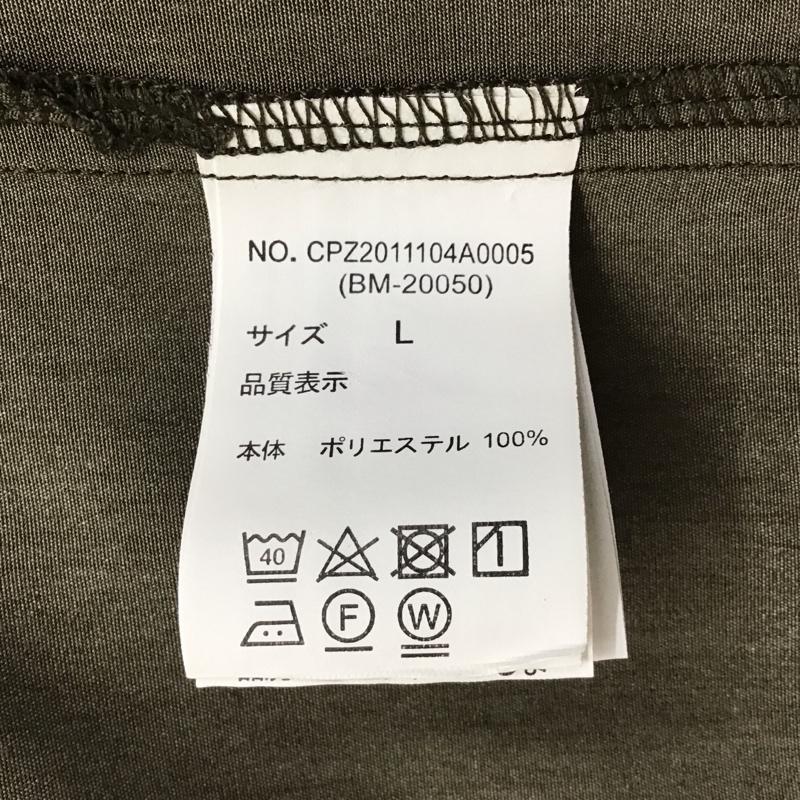 NO. CPZ2011104A0005
(BM-20050)
サイズ L
品質表示
本体 ポリエステル 100%
40
F W